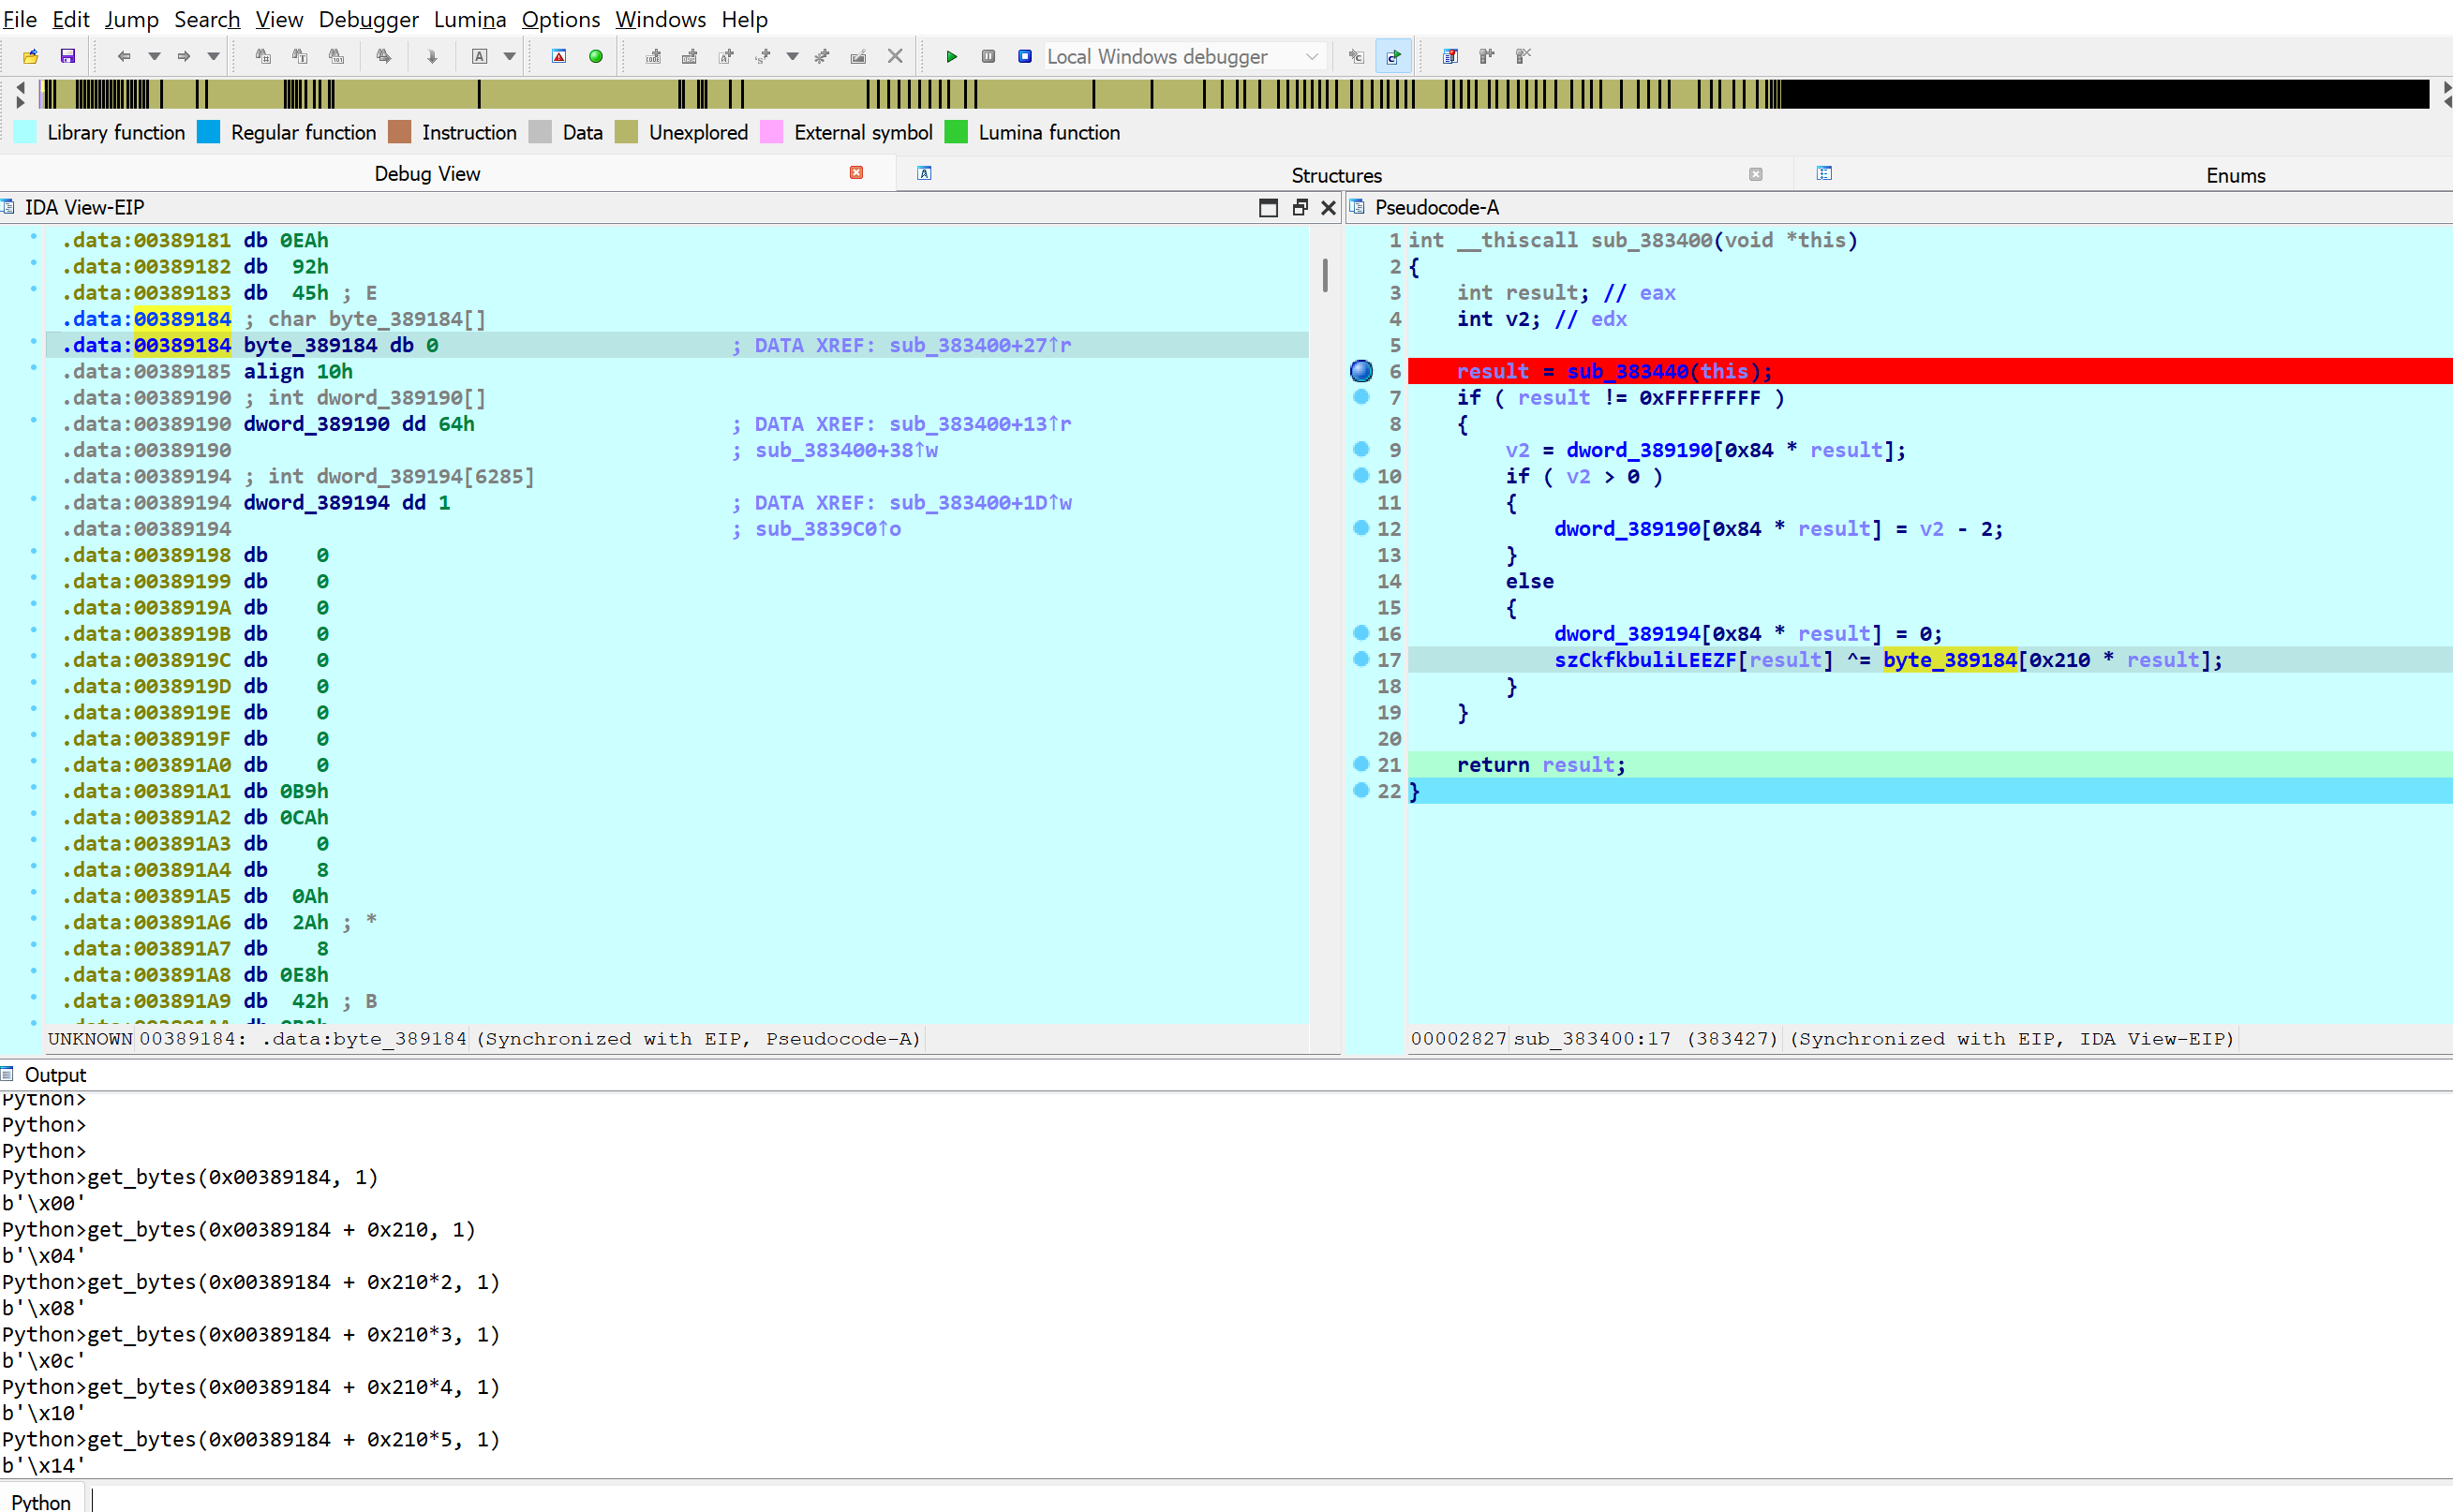 File Edit Jump Search View Debugger Lumina Options Windows Help
Local Windows debugger
Library function Regular function Instruction Data Unexplored External symbol Lumina function
Debug View Structures Enums
IDA View-EIP
.data:00389181 db 0EAh
.data:00389182 db 92h
.data:00389183 db 45h ; E
.data:00389184 ; char byte_389184[]
.data:00389184 byte_389184 db 0 ; DATA XREF: sub_383400+27↑r
.data:00389185 align 10h
.data:00389190 ; int dword_389190[]
.data:00389190 dword_389190 dd 64h ; DATA XREF: sub_383400+13↑r
.data:00389190 ; sub_383400+38↑w
.data:00389194 ; int dword_389194[6285]
.data:00389194 dword_389194 dd 1 ; DATA XREF: sub_383400+1D↑w
.data:00389194 ; sub_3839C0↑o
.data:00389198 db 0
.data:00389199 db 0
.data:0038919A db 0
.data:0038919B db 0
.data:0038919C db 0
.data:0038919D db 0
.data:0038919E db 0
.data:0038919F db 0
.data:003891A0 db 0
.data:003891A1 db 0B9h
.data:003891A2 db 0CAh
.data:003891A3 db 0
.data:003891A4 db 8
.data:003891A5 db 0Ah
.data:003891A6 db 2Ah ; *
.data:003891A7 db 8
.data:003891A8 db 0E8h
.data:003891A9 db 42h ; B
UNKNOWN 00389184: .data:byte_389184 (Synchronized with EIP, Pseudocode-A)
Pseudocode-A
1 int __thiscall sub_383400(void *this)
2 {
3 int result; // eax
4 int v2; // edx
5
6 result = sub_383440(this);
7 if ( result != 0xFFFFFFFF )
8 {
9 v2 = dword_389190[0x84 * result];
10 if ( v2 > 0 )
11 {
12 dword_389190[0x84 * result] = v2 - 2;
13 }
14 else
15 {
16 dword_389194[0x84 * result] = 0;
17 szCkfkbuliLEEZF[result] ^= byte_389184[0x210 * result];
18 }
19 }
20
21 return result;
22 }
00002827 sub_383400:17 (383427) (Synchronized with EIP, IDA View-EIP)
Output
Python>
Python>
Python>
Python>get_bytes(0x00389184, 1)
b'\x00'
Python>get_bytes(0x00389184 + 0x210, 1)
b'\x04'
Python>get_bytes(0x00389184 + 0x210*2, 1)
b'\x08'
Python>get_bytes(0x00389184 + 0x210*3, 1)
b'\x0c'
Python>get_bytes(0x00389184 + 0x210*4, 1)
b'\x10'
Python>get_bytes(0x00389184 + 0x210*5, 1)
b'\x14'
Python